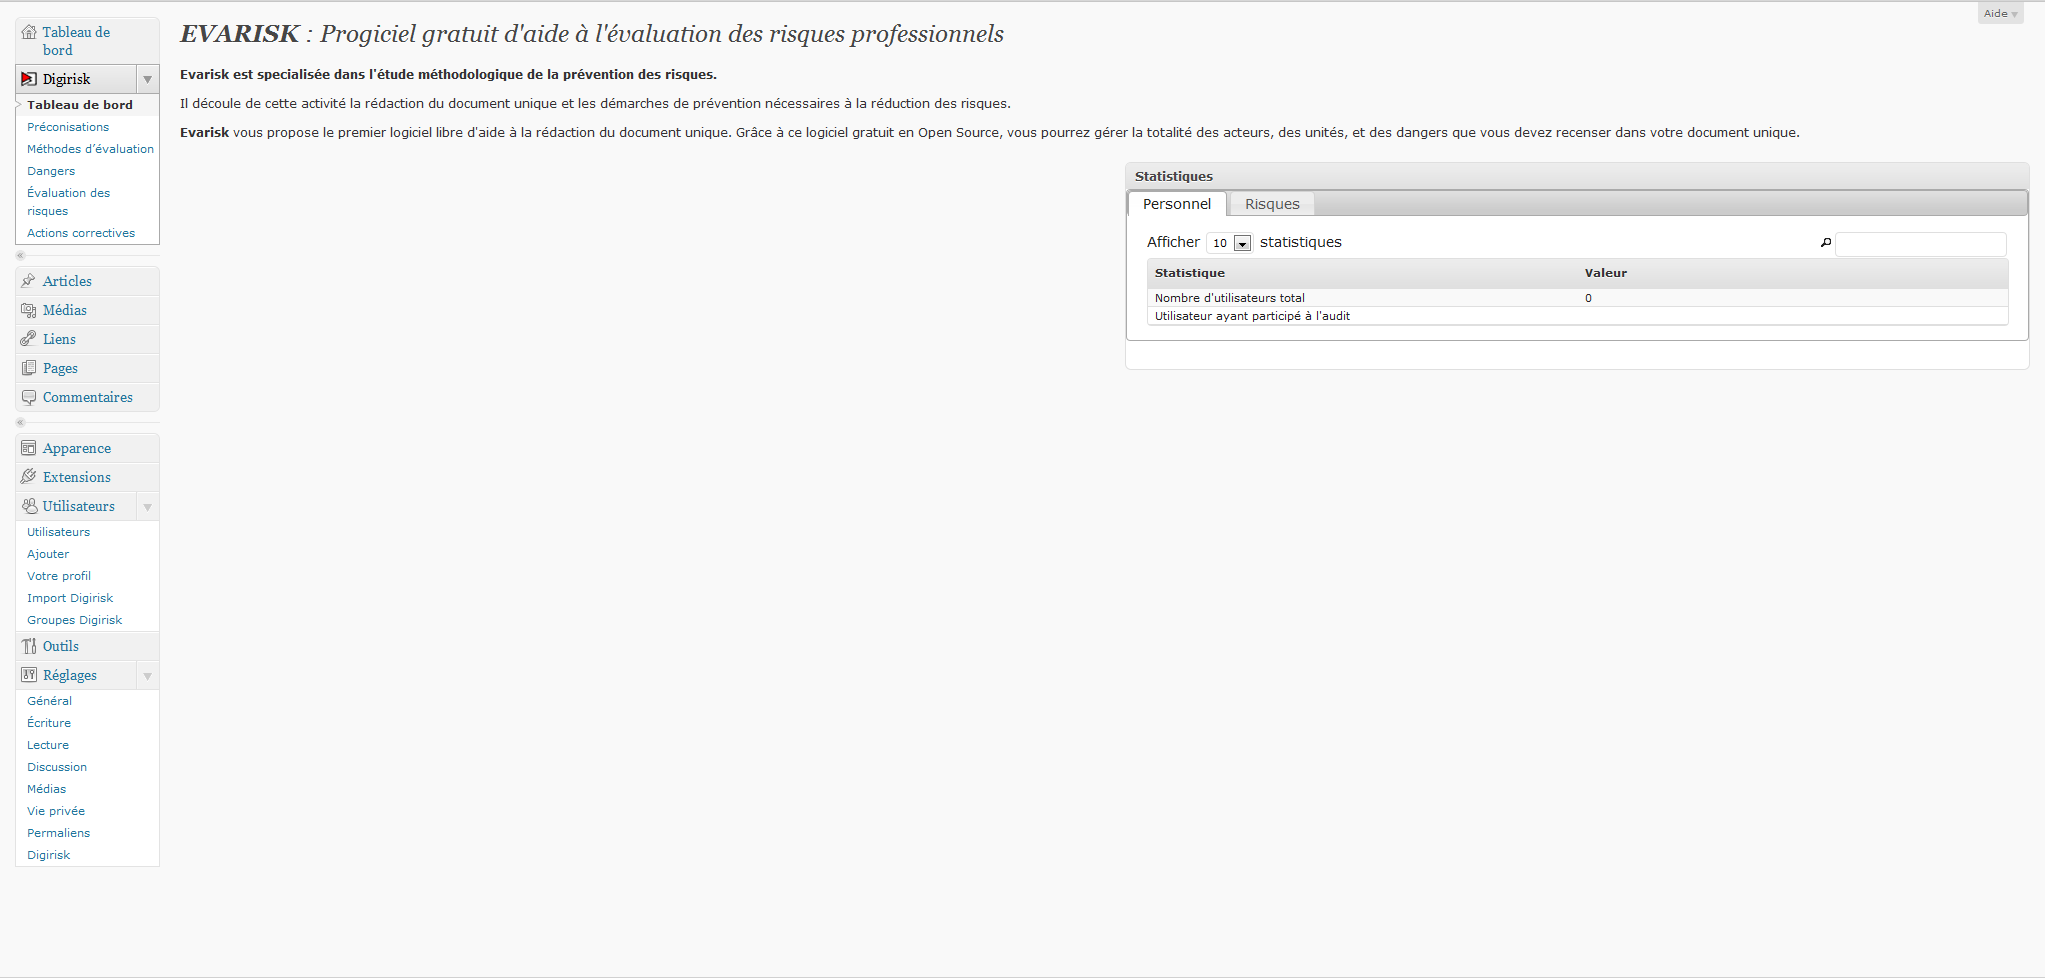 Aide
Tableau de
bord
Digirisk
Tableau de bord
Préconisations
Méthodes d’évaluation
Dangers
Évaluation des
risques
Actions correctives
Articles
Médias
Liens
Pages
Commentaires
Apparence
Extensions
Utilisateurs
Utilisateurs
Ajouter
Votre profil
Import Digirisk
Groupes Digirisk
Outils
Réglages
Général
Écriture
Lecture
Discussion
Médias
Vie privée
Permaliens
Digirisk
EVARISK : Progiciel gratuit d'aide à l'évaluation des risques professionnels
Evarisk est specialisée dans l'étude méthodologique de la prévention des risques.
Il découle de cette activité la rédaction du document unique et les démarches de prévention nécessaires à la réduction des risques.
Evarisk vous propose le premier logiciel libre d'aide à la rédaction du document unique. Grâce à ce logiciel gratuit en Open Source, vous pourrez gérer la totalité des acteurs, des unités, et des dangers que vous devez recenser dans votre document unique.
Statistiques
Personnel Risques
Afficher 10 statistiques
Statistique Valeur
Nombre d'utilisateurs total 0
Utilisateur ayant participé à l'audit